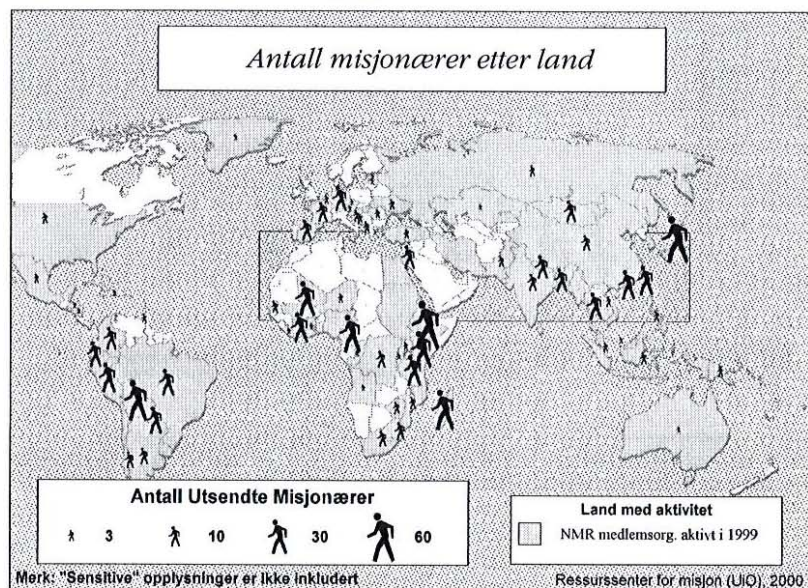 Antall misjonærer etter land
Antall Utsendte Misjonærer
3 10 30 60
Land med aktivitet
NMR medlemsorg. aktivt i 1999
Merk: "Sensitive" opplysninger er ikke inkludert
Ressurssenter for misjon (UiO), 2000